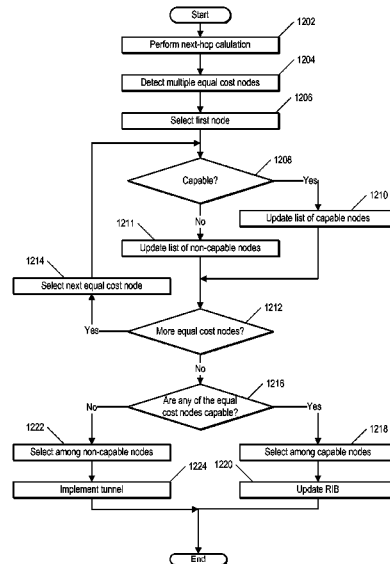 Start
1202
Perform next-hop calulation
1204
Detect multiple equal cost nodes
1206
Select first node
1208
Capable?
Yes
1210
No
Update list of capable nodes
1211
Update list of non-capable nodes
1214
Select next equal cost node
1212
More equal cost nodes?
Yes
No
1216
Are any of the equal
cost nodes capable?
No
Yes
1222
1218
Select among non-capable nodes
Select among capable nodes
1224
1220
Implement tunnel
Update RIB
End